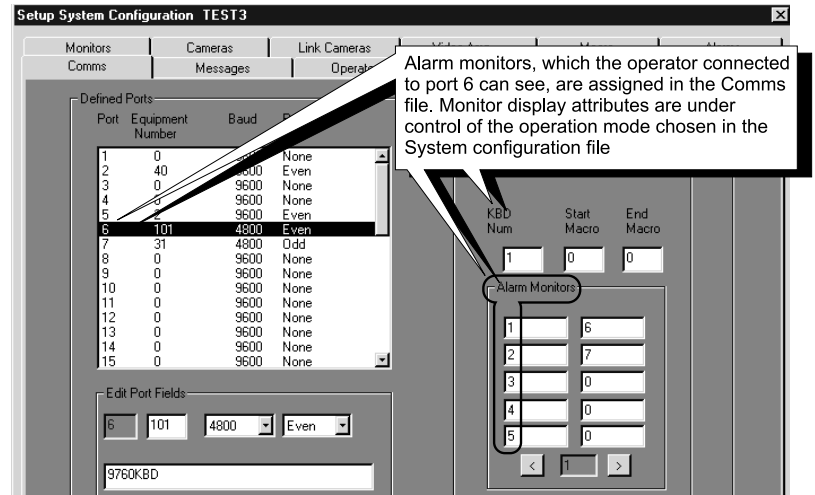 Setup System Configuration TEST3
Monitors Cameras Link Cameras
Comms Messages
Alarm monitors, which the operator connected
to port 6 can see, are assigned in the Comms
file. Monitor display attributes are under
control of the operation mode chosen in the
System configuration file
Defined Ports
Port Equipment Number Baud
1 0 None
2 40 9600 Even
3 0 9600 None
4 0 9600 None
5 2 9600 Even
6 101 4800 Even
7 31 4800 Odd
8 0 9600 None
9 0 9600 None
10 0 9600 None
11 0 9600 None
12 0 9600 None
13 0 9600 None
14 0 9600 None
15 0 9600 None
KBD Num Start Macro End Macro
1 0 0
Alarm Monitors
1 6
2 7
3 0
4 0
5 0
< 1 >
Edit Port Fields
6 101 4800 Even
9760KBD